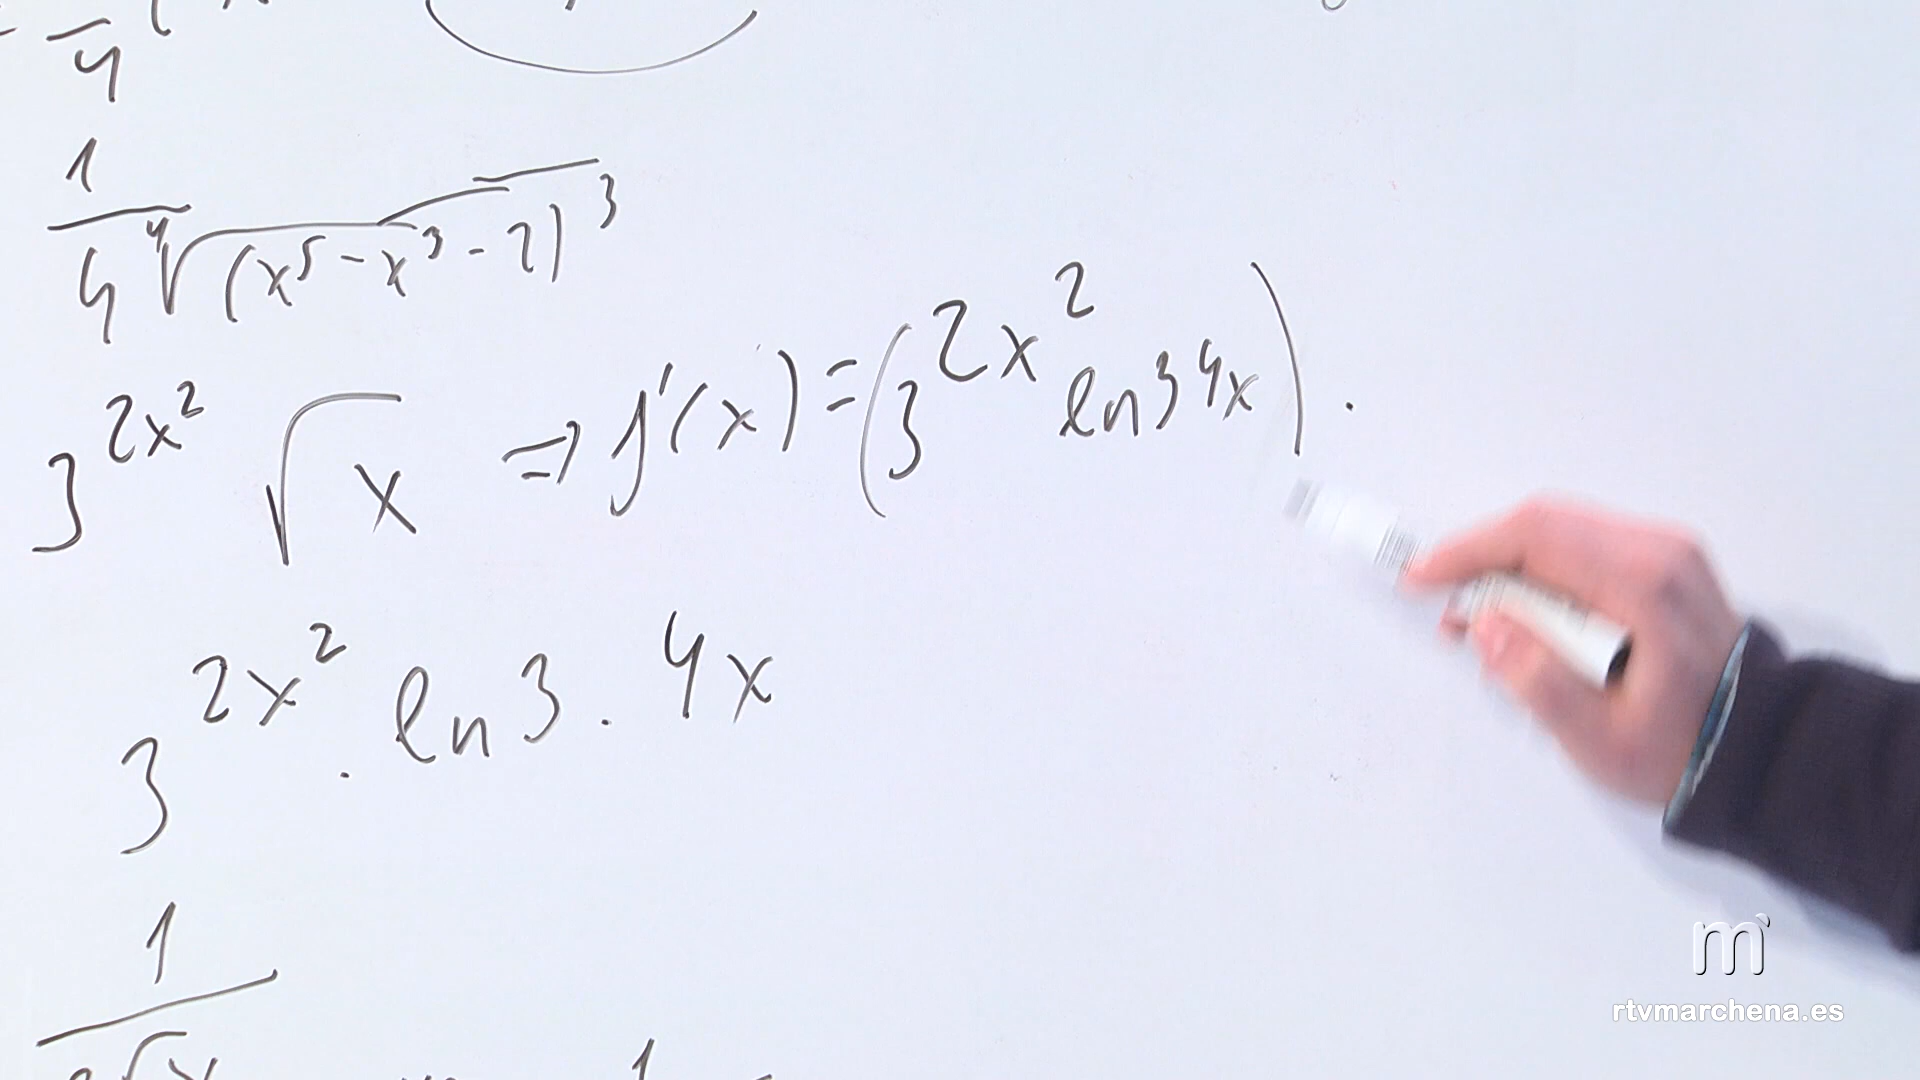 4
1
4 ⁴√(x⁵ - x³ - 2)³
3^2x² √x ⇒ f'(x) = (3^2x² ln3 4x) .
3^2x² . ln3 . 4x
1
m
rtvmarchena.es